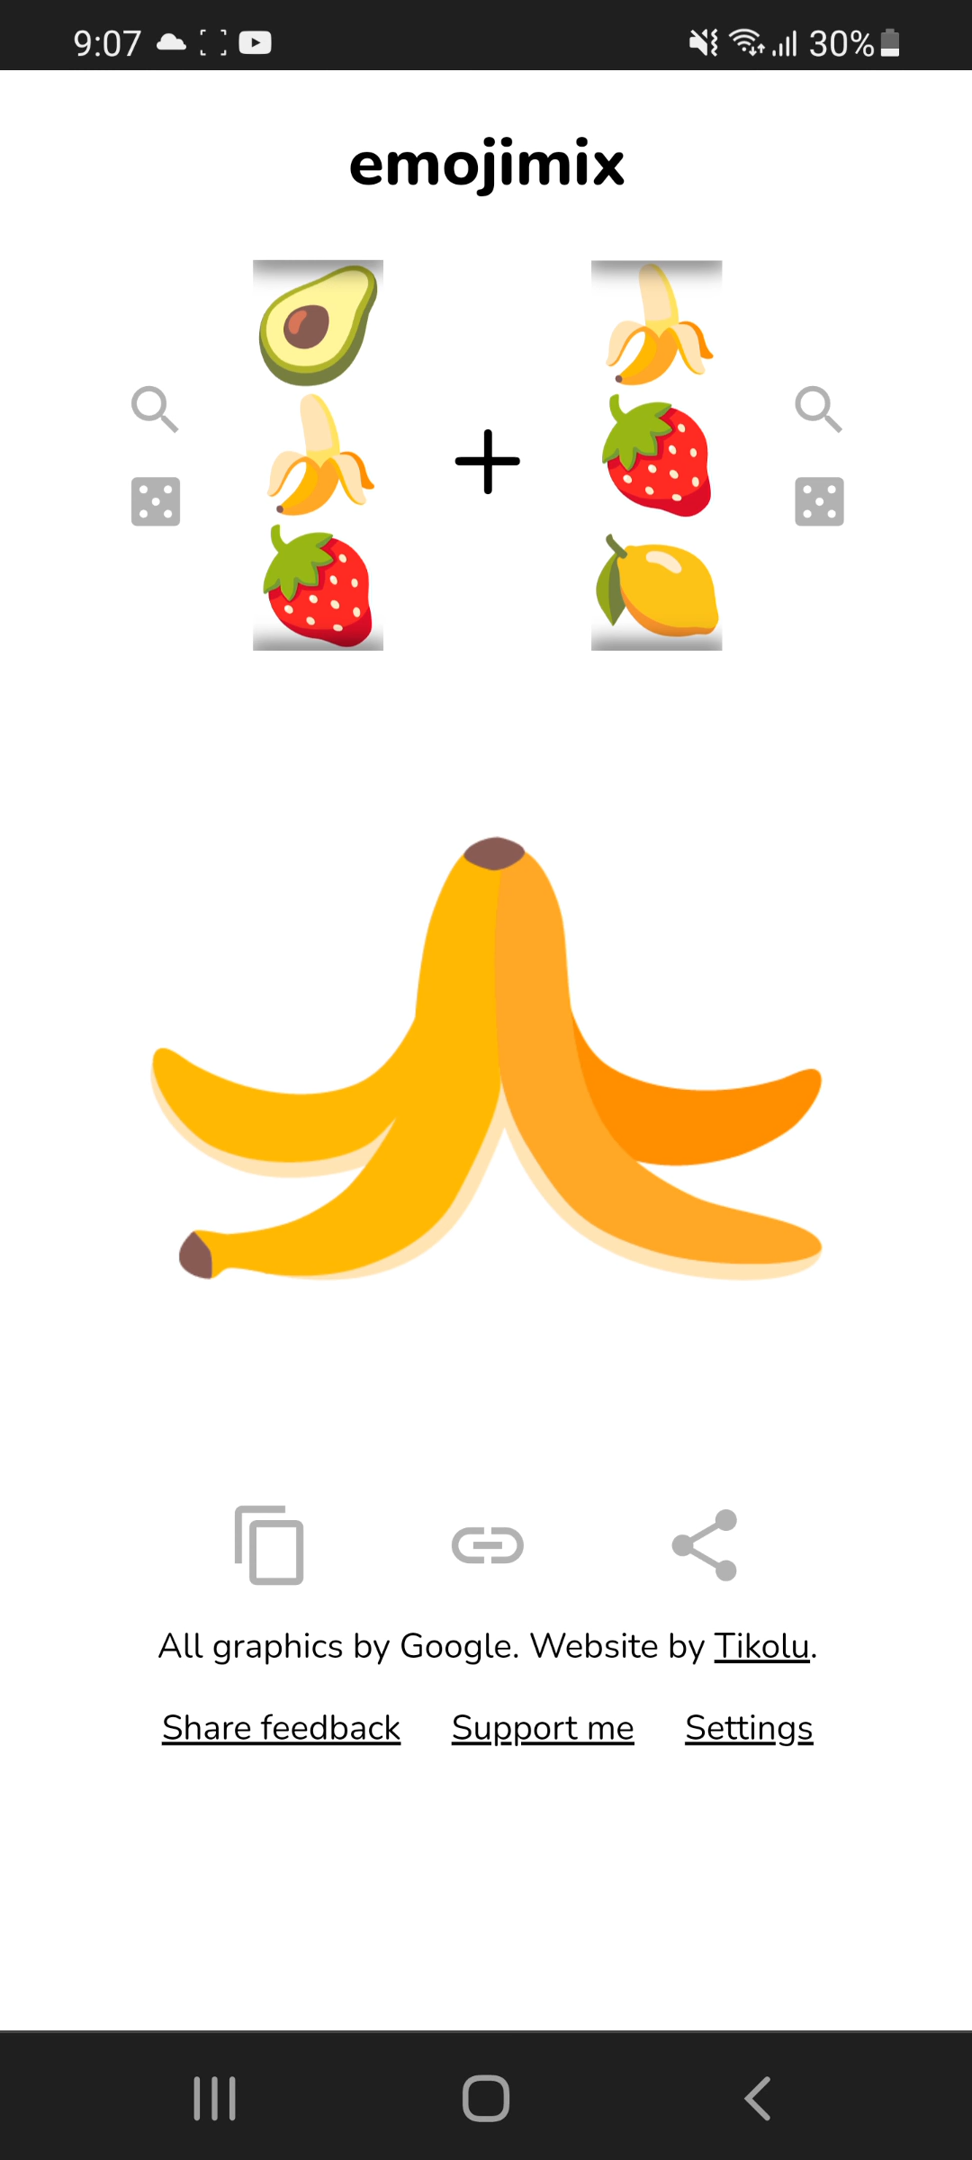 9:07 30%
emojimix
All graphics by Google. Website by Tikolu.
Share feedback Support me Settings